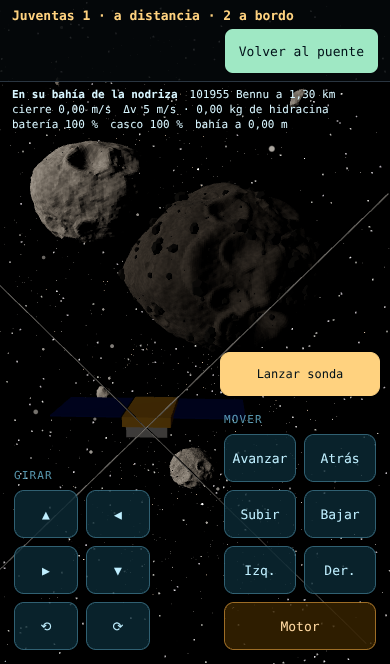 Juventas 1 · a distancia · 2 a bordo
Volver al puente
En su bahía de la nodriza 101955 Bennu a 1,30 km
cierre 0,00 m/s Δv 5 m/s · 0,00 kg de hidracina
batería 100 % casco 100 % bahía a 0,00 m
Lanzar sonda
MOVER
Avanzar Atrás
GIRAR
▲ ◀ Subir Bajar
▶ ▼ Izq. Der.
⟲ ⟳ Motor